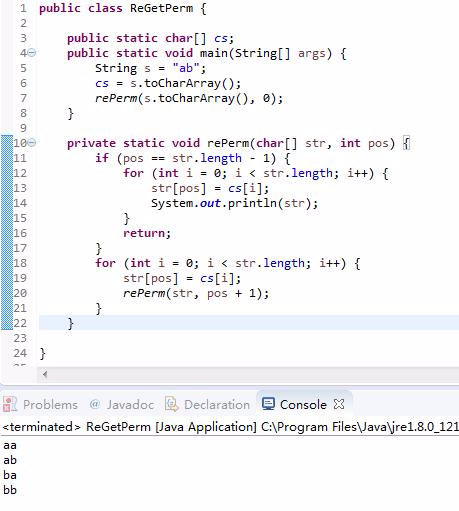 1 public class ReGetPerm {
2
3     public static char[] cs;
4     public static void main(String[] args) {
5         String s = "ab";
6         cs = s.toCharArray();
7         rePerm(s.toCharArray(), 0);
8     }
9
10     private static void rePerm(char[] str, int pos) {
11         if (pos == str.length - 1) {
12             for (int i = 0; i < str.length; i++) {
13                 str[pos] = cs[i];
14                 System.out.println(str);
15             }
16             return;
17         }
18         for (int i = 0; i < str.length; i++) {
19             str[pos] = cs[i];
20             rePerm(str, pos + 1);
21         }
22     }
23
24 }
Problems @ Javadoc Declaration Console
<terminated> ReGetPerm [Java Application] C:\Program Files\Java\jre1.8.0_121
aa
ab
ba
bb